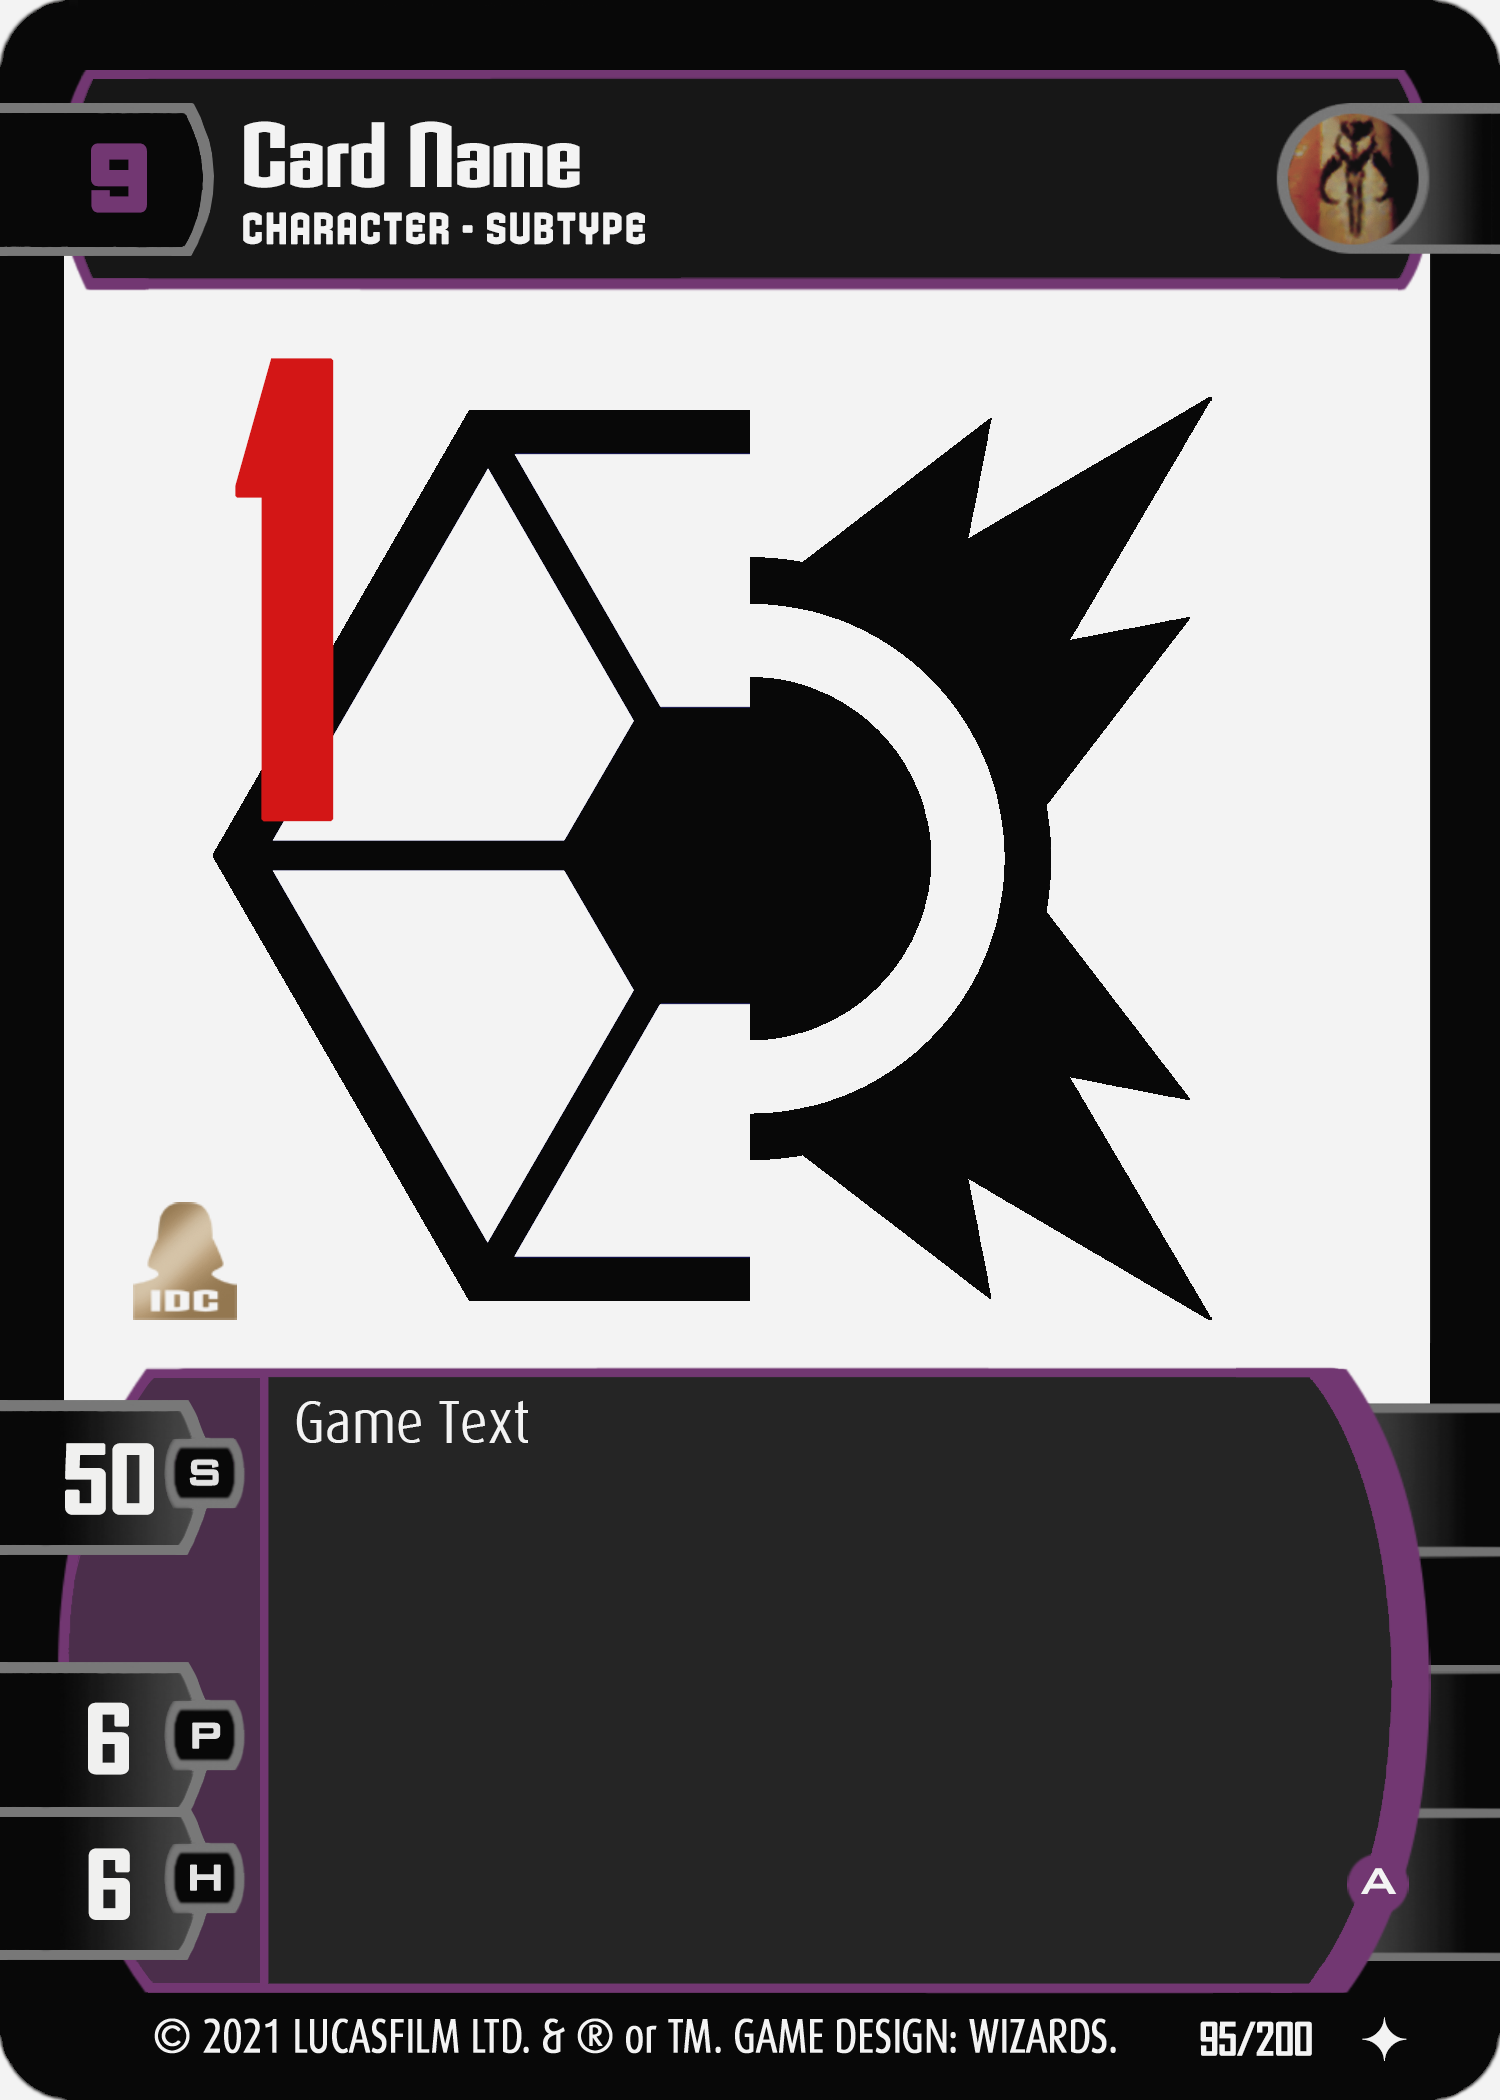 9
Card Name
CHARACTER - SUBTYPE
1
IDC
50 S
Game Text
6 P
6 H
A
© 2021 LUCASFILM LTD. & ® or TM. GAME DESIGN: WIZARDS.
95/200